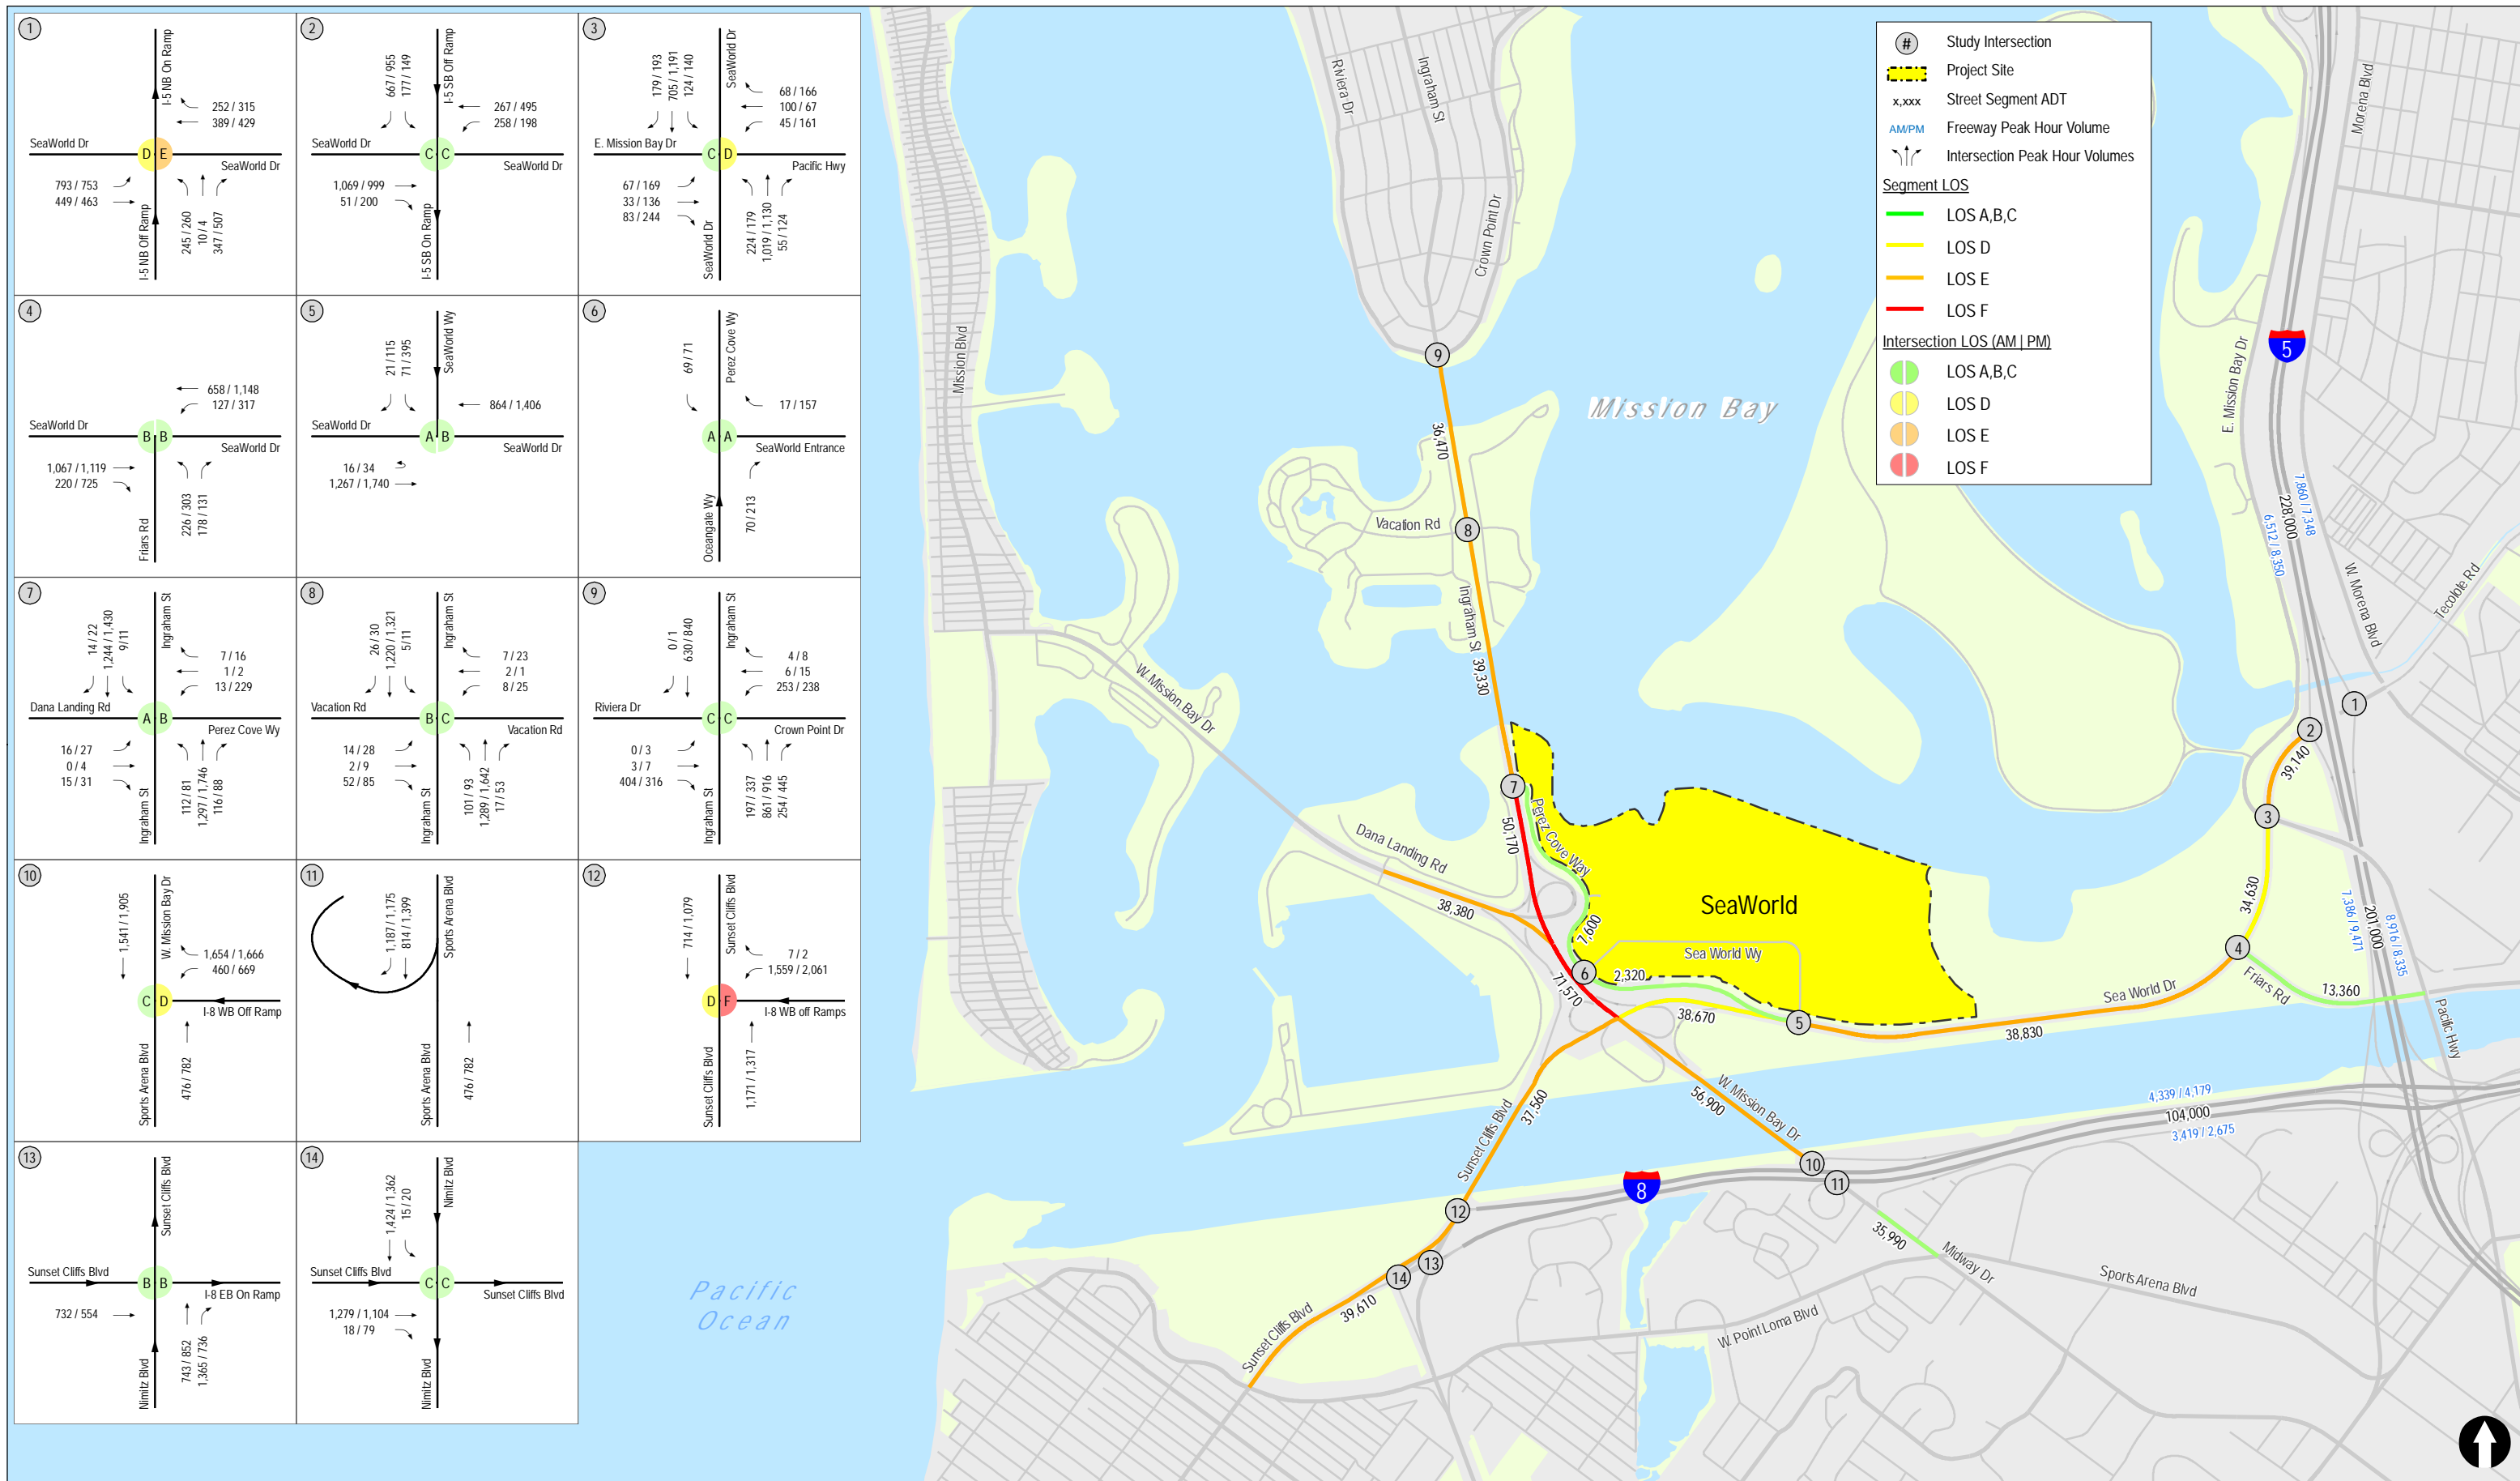 1
I-5 NB On Ramp
252 / 315
389 / 429
SeaWorld Dr
D E
SeaWorld Dr
793 / 753
449 / 463
I-5 NB Off Ramp
245 / 260
10 / 4
347 / 507
2
667 / 955
177 / 149
I-5 SB Off Ramp
267 / 495
258 / 198
SeaWorld Dr
C C
SeaWorld Dr
1,069 / 999
51 / 200
I-5 SB On Ramp
3
179 / 193
705 / 1,191
124 / 140
SeaWorld Dr
68 / 166
100 / 67
45 / 161
E. Mission Bay Dr
C D
Pacific Hwy
67 / 169
33 / 136
83 / 244
SeaWorld Dr
224 / 179
1,019 / 1,130
55 / 124
4
658 / 1,148
127 / 317
SeaWorld Dr
B B
SeaWorld Dr
1,067 / 1,119
220 / 725
Friars Rd
226 / 303
178 / 131
5
21 / 115
71 / 395
SeaWorld Wy
864 / 1,406
SeaWorld Dr
A B
SeaWorld Dr
16 / 34
1,267 / 1,740
6
69 / 71
Perez Cove Wy
17 / 157
A A
SeaWorld Entrance
Oceangate Wy
70 / 213
7
14 / 22
1,244 / 1,430
9 / 11
Ingraham St
7 / 16
1 / 2
13 / 229
Dana Landing Rd
A B
Perez Cove Wy
16 / 27
0 / 4
15 / 31
Ingraham St
112 / 81
1,297 / 1,746
116 / 88
8
26 / 30
1,220 / 1,321
5 / 11
Ingraham St
7 / 23
2 / 1
8 / 25
Vacation Rd
B C
Vacation Rd
14 / 28
2 / 9
52 / 85
Ingraham St
101 / 93
1,289 / 1,642
17 / 53
9
0 / 1
630 / 840
Ingraham St
4 / 8
6 / 15
253 / 238
Riviera Dr
C C
Crown Point Dr
0 / 3
3 / 7
404 / 316
Ingraham St
197 / 337
861 / 916
254 / 445
10
1,541 / 1,905
W. Mission Bay Dr
1,654 / 1,666
460 / 669
C D
I-8 WB Off Ramp
Sports Arena Blvd
476 / 782
11
1,187 / 1,175
814 / 1,399
Sports Arena Blvd
Sports Arena Blvd
476 / 782
12
714 / 1,079
Sunset Cliffs Blvd
7 / 2
1,559 / 2,061
D F
I-8 WB off Ramps
Sunset Cliffs Blvd
1,171 / 1,317
13
Sunset Cliffs Blvd
Sunset Cliffs Blvd
B B
I-8 EB On Ramp
732 / 554
Nimitz Blvd
743 / 852
1,365 / 736
14
1,424 / 1,362
15 / 20
Nimitz Blvd
Sunset Cliffs Blvd
C C
Sunset Cliffs Blvd
1,279 / 1,104
18 / 79
Nimitz Blvd
# Study Intersection
Project Site
x,xxx Street Segment ADT
AM/PM Freeway Peak Hour Volume
Intersection Peak Hour Volumes
Segment LOS
LOS A,B,C
LOS D
LOS E
LOS F
Intersection LOS (AM | PM)
LOS A,B,C
LOS D
LOS E
LOS F
Riviera Dr
Ingraham St
Crown Point Dr
Mission Blvd
Morena Blvd
E. Mission Bay Dr
5
9
Mission Bay
36,470
Vacation Rd
8
Ingraham St
39,330
7,860 / 7,348
228,000
6,512 / 8,350
W. Morena Blvd
Tecolote Rd
W. Mission Bay Dr
1
2
39,140
3
7
Perez Cove Way
50,170
Dana Landing Rd
38,380
SeaWorld
34,630
7,386 / 9,471
201,000
8,916 / 8,335
7,600
Sea World Wy
4
6
2,320
71,570
Friars Rd
13,360
Sea World Dr
38,670
5
38,830
Pacific Hwy
W. Mission Bay Dr
56,900
37,560
Sunset Cliffs Blvd
4,339 / 4,179
104,000
3,419 / 2,675
10
11
8
12
13
14
35,990
Midway Dr
Sports Arena Blvd
W. Point Loma Blvd
39,610
Sunset Cliffs Blvd
Pacific
Ocean